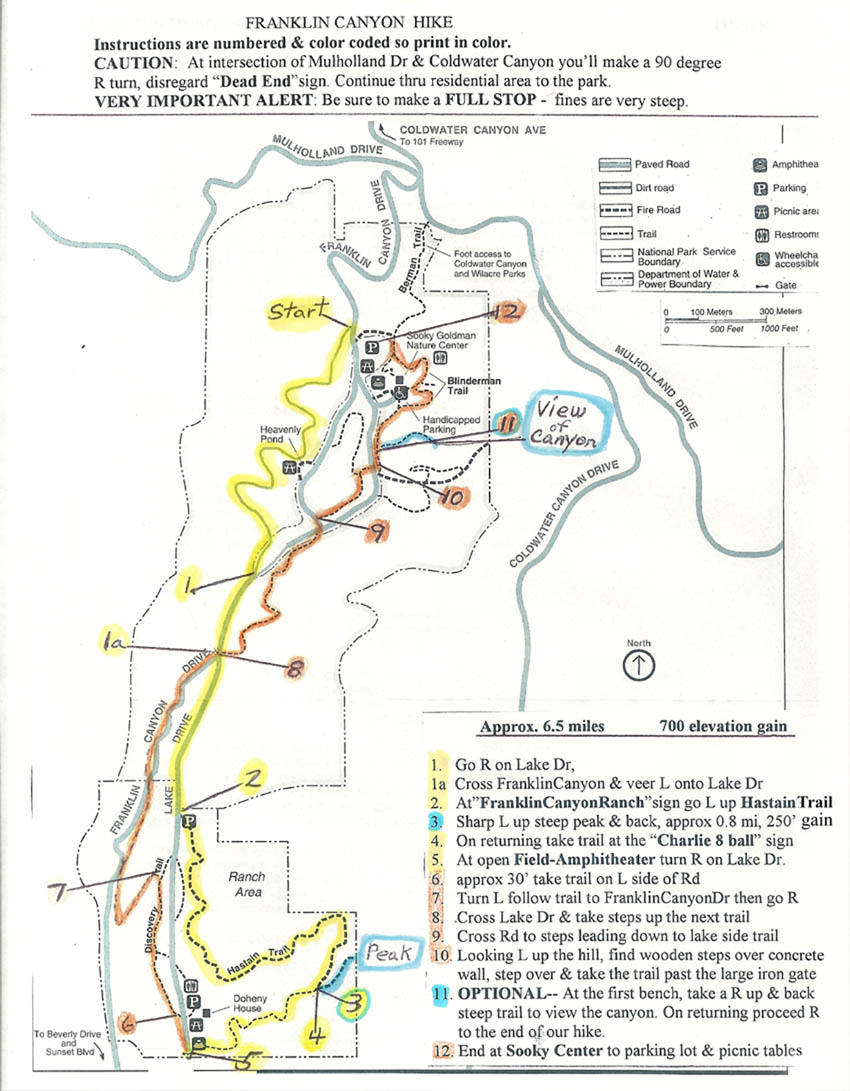 FRANKLIN CANYON HIKE
Instructions are numbered & color coded so print in color.
CAUTION: At intersection of Mulholland Dr & Coldwater Canyon you'll make a 90 degree
R turn, disregard "Dead End"sign. Continue thru residential area to the park.
VERY IMPORTANT ALERT: Be sure to make a FULL STOP - fines are very steep.
COLDWATER CANYON AVE
To 101 Freeway
MULHOLLAND DRIVE
Paved Road
Dirt road
Fire Road
Trail
National Park Service
Boundary
Department of Water &
Power Boundary
Amphithea
Parking
Picnic area
Restrooms
Wheelcha
accessible
Gate
0 100 Meters 300 Meters
0 500 Feet 1000 Feet
FRANKLIN
CANYON DRIVE
Berman Trail
Foot access to
Coldwater Canyon
and Wilacre Parks
Start
12
P
Sooky Goldman
Nature Center
Blinderman
Trail
Handicapped
Parking
MULHOLLAND DRIVE
11
View
of
Canyon
Heavenly
Pond
10
9
COLDWATER CANYON DRIVE
1
1a
8
North
FRANKLIN CANYON DRIVE
LAKE DRIVE
2
P
Ranch
Area
7
Discovery Trail
Hastain Trail
Peak
3
4
P
Doheny
House
6
5
To Beverly Drive
and
Sunset Blvd
Approx. 6.5 miles 700 elevation gain
1. Go R on Lake Dr,
1a Cross FranklinCanyon & veer L onto Lake Dr
2. At"FranklinCanyonRanch"sign go L up HastainTrail
3. Sharp L up steep peak & back, approx 0.8 mi, 250' gain
4. On returning take trail at the "Charlie 8 ball" sign
5. At open Field-Amphitheater turn R on Lake Dr.
6. approx 30' take trail on L side of Rd
7. Turn L follow trail to FranklinCanyonDr then go R
8. .Cross Lake Dr & take steps up the next trail
9. Cross Rd to steps leading down to lake side trail
10. Looking L up the hill, find wooden steps over concrete
wall, step over & take the trail past the large iron gate
11. OPTIONAL-- At the first bench, take a R up & back
steep trail to view the canyon. On returning proceed R
to the end of our hike.
12. End at Sooky Center to parking lot & picnic tables